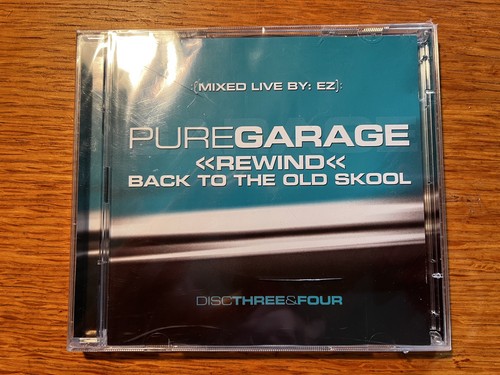 :[MIXED LIVE BY: EZ]:
PUREGARAGE
<<REWIND<<
BACK TO THE OLD SKOOL
DISCTHREE&FOUR